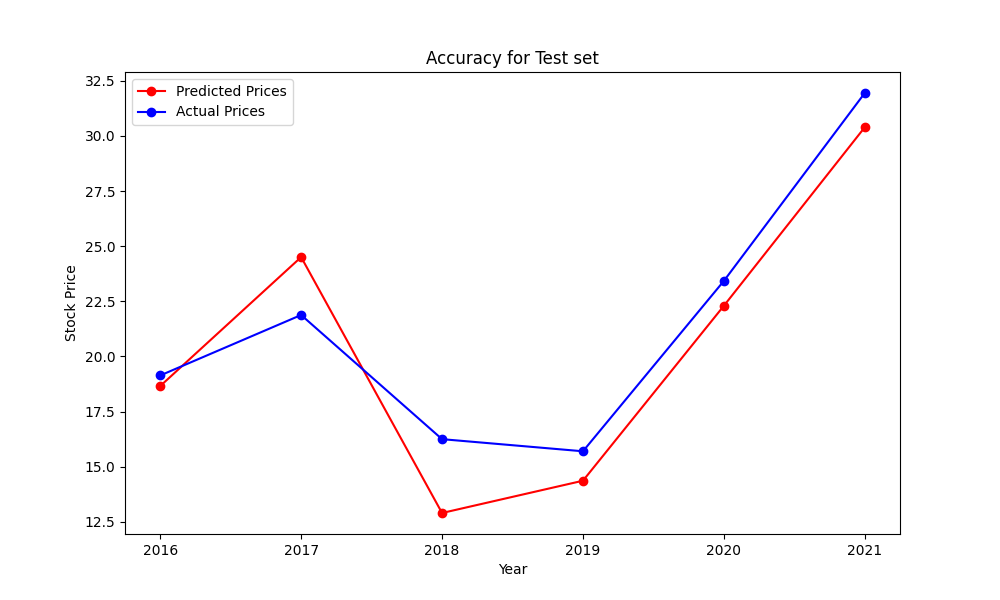 Accuracy for Test set
Predicted Prices
Actual Prices
Stock Price
32.5
30.0
27.5
25.0
22.5
20.0
17.5
15.0
12.5
2016 2017 2018 2019 2020 2021
Year